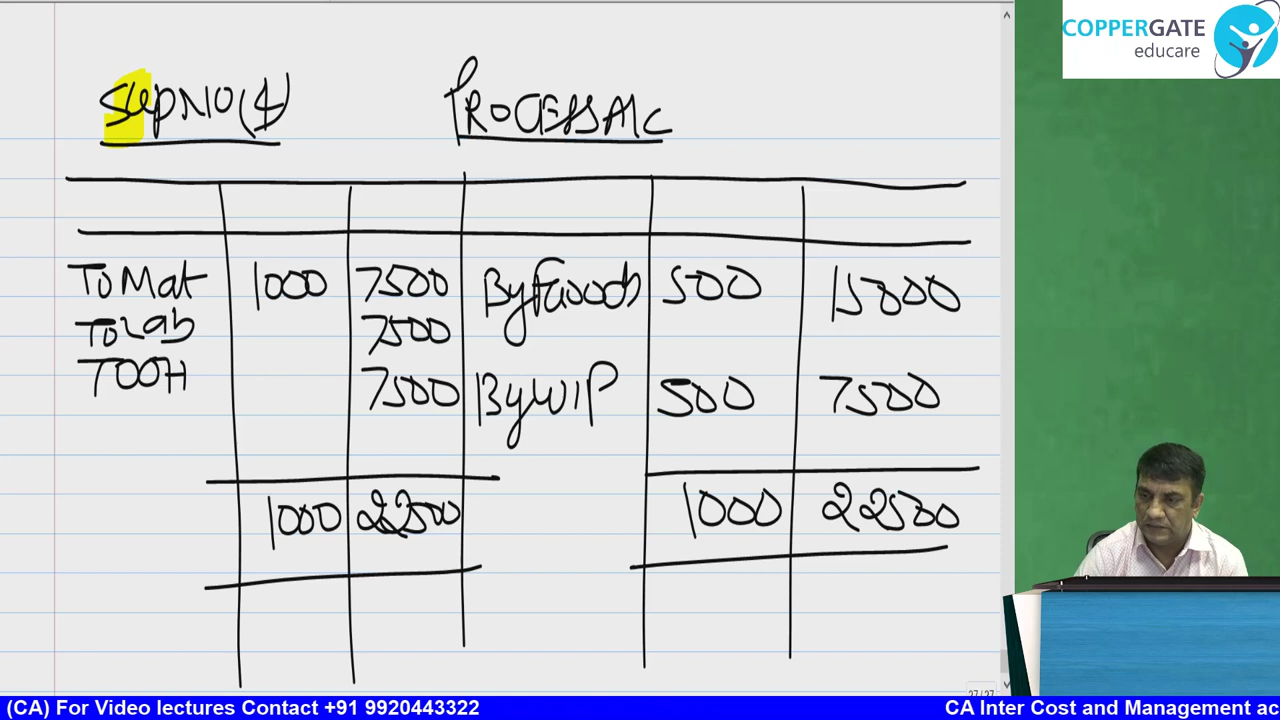 COPPERGATE
educare
Step NO (4)
PROCESS A/c
To Mat 1000 7500 By F Goods 500 15000
To Lab 7500
TO OH 7500 By WIP 500 7500
1000 22500 1000 22500
27/27
(CA) For Video lectures Contact +91 9920443322
CA Inter Cost and Management ac